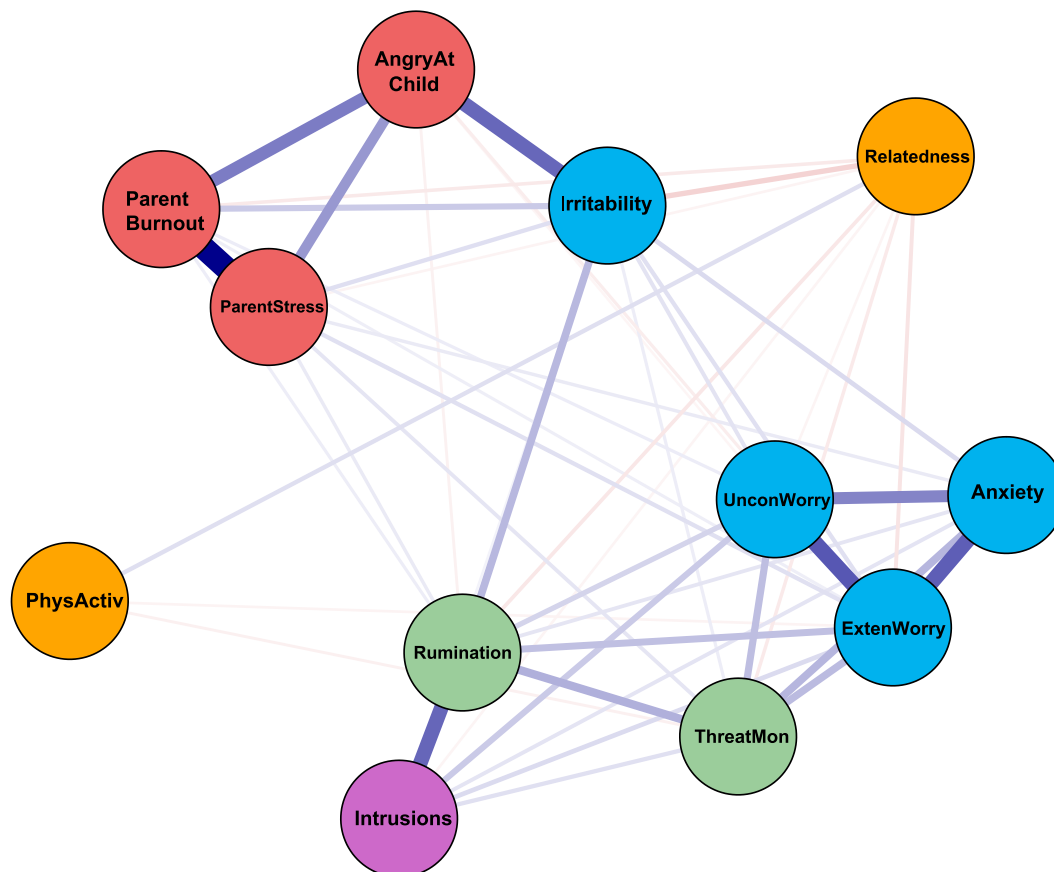 AngryAt
Child
Relatedness
Parent
Burnout
Irritability
ParentStress
UnconWorry
Anxiety
PhysActiv
ExtenWorry
Rumination
ThreatMon
Intrusions